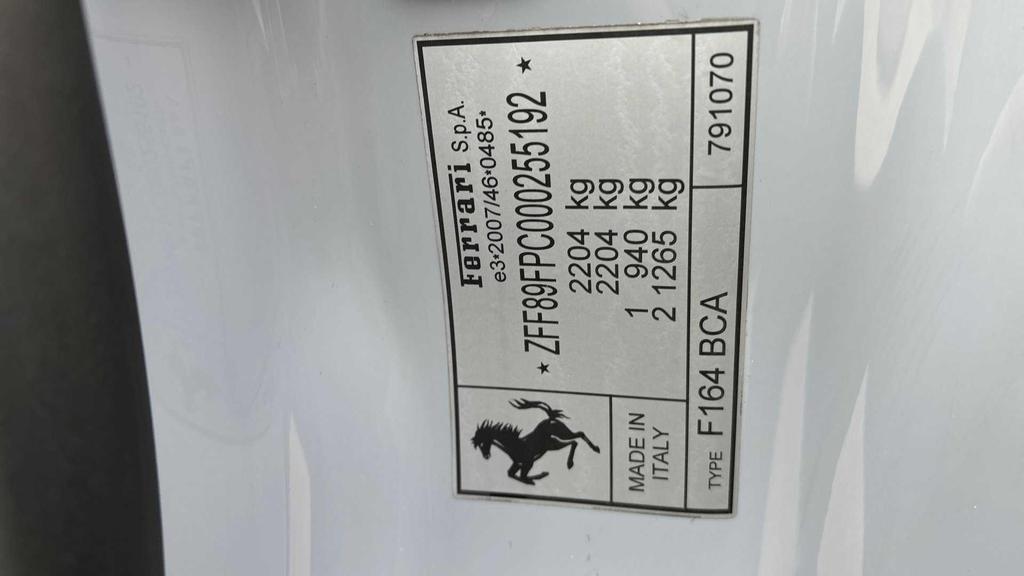 Ferrari S.p.A.
e3*2007/46*0485*
★ ZFF89FPC000255192 ★
2204 kg
2204 kg
1 940 kg
2 1265 kg
MADE IN
ITALY
TYPE F164 BCA 791070